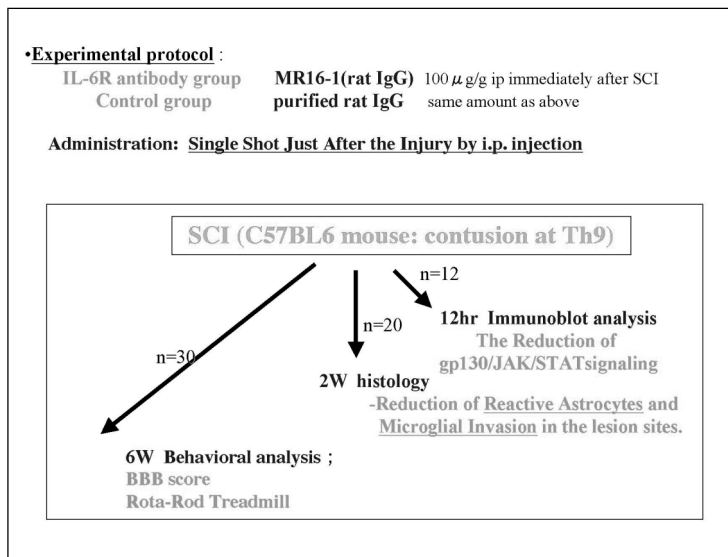 •Experimental protocol :
IL-6R antibody group MR16-1(rat IgG) 100μg/g ip immediately after SCI
Control group purified rat IgG same amount as above
Administration: Single Shot Just After the Injury by i.p. injection
SCI (C57BL6 mouse: contusion at Th9)
n=12
12hr Immunoblot analysis
The Reduction of
gp130/JAK/STATsignaling
n=20
n=30
2W histology
-Reduction of Reactive Astrocytes and
Microglial Invasion in the lesion sites.
6W Behavioral analysis ;
BBB score
Rota-Rod Treadmill